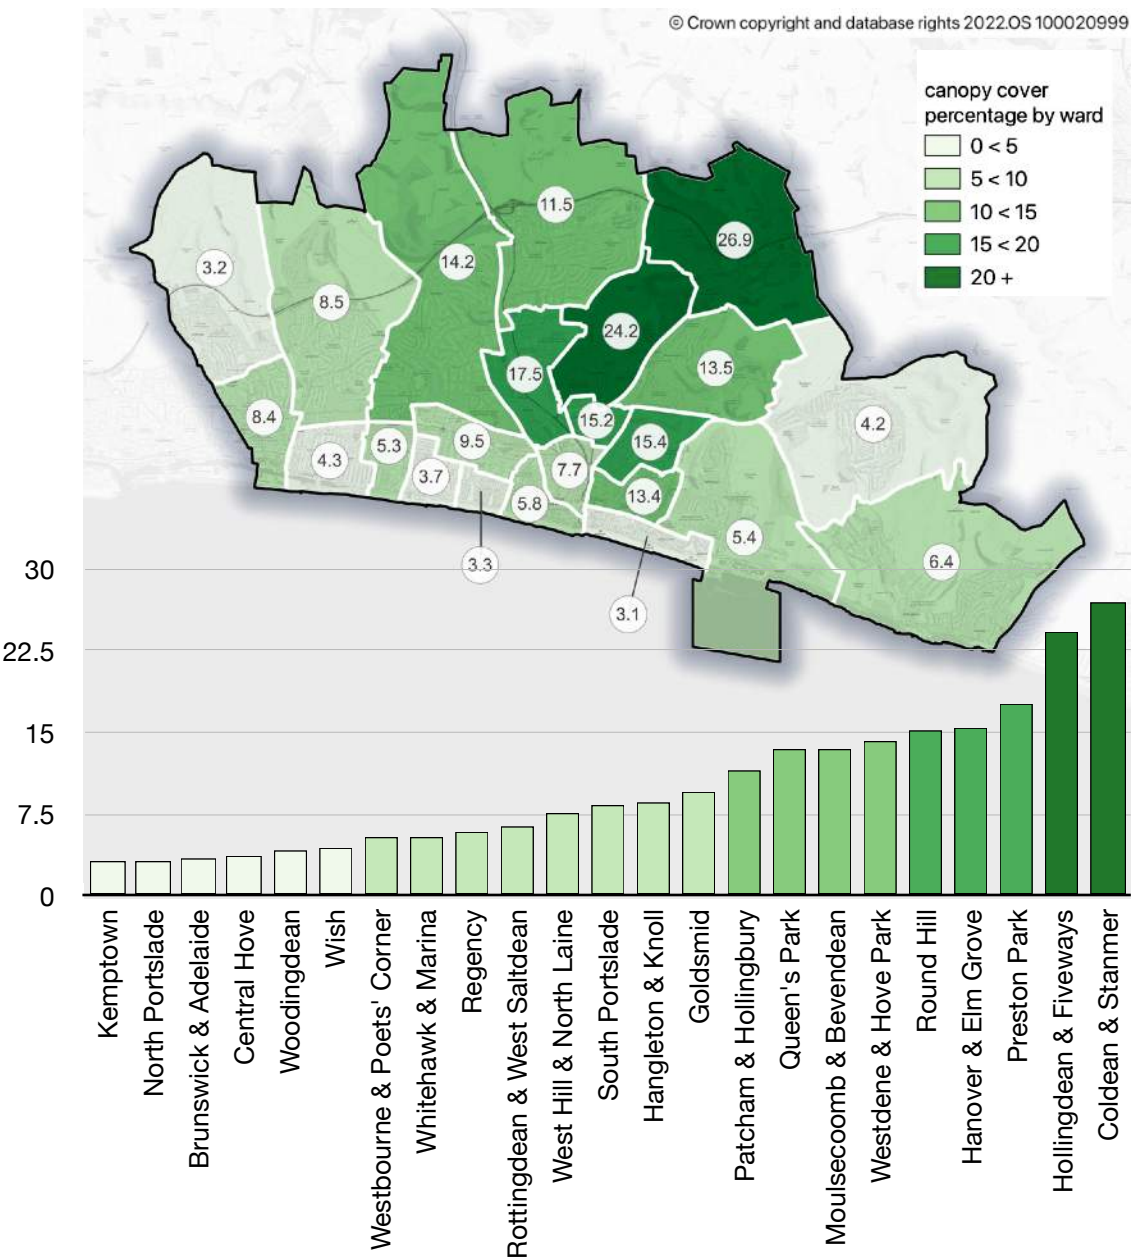 © Crown copyright and database rights 2022.OS 100020999
canopy cover
percentage by ward
0 < 5
5 < 10
10 < 15
15 < 20
20 +
11.5
26.9
14.2
3.2
8.5
24.2
13.5
17.5
8.4
15.2
4.2
5.3
9.5
15.4
4.3
3.7
7.7
13.4
5.8
5.4
3.3
6.4
3.1
30
22.5
15
7.5
0
Kemptown
North Portslade
Brunswick & Adelaide
Central Hove
Woodingdean
Wish
Westbourne & Poets' Corner
Whitehawk & Marina
Regency
Rottingdean & West Saltdean
West Hill & North Laine
South Portslade
Hangleton & Knoll
Goldsmid
Patcham & Hollingbury
Queen's Park
Moulsecoomb & Bevendean
Westdene & Hove Park
Round Hill
Hanover & Elm Grove
Preston Park
Hollingdean & Fiveways
Coldean & Stanmer